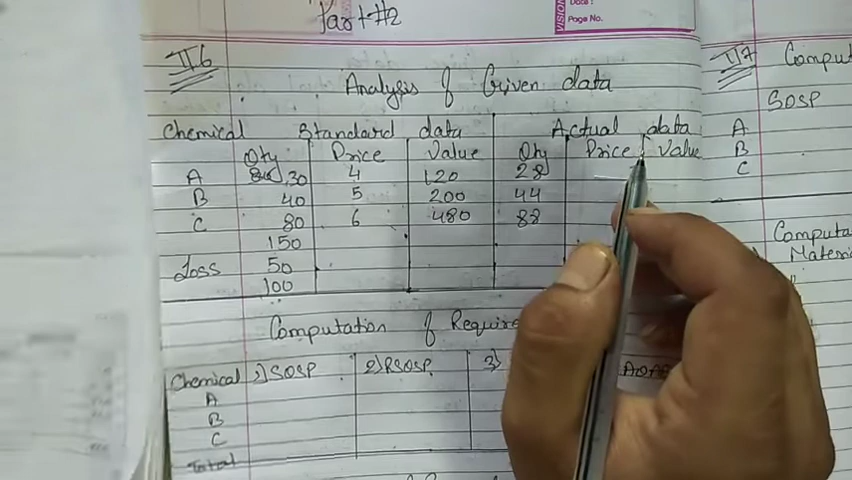 Part #2
VISION
Date :
Page No.
II6
Analysis of Given data
Chemical Standard data Actual data
Qty Price Value Qty Price Value
A 30 4 120 28
B 40 5 200 44
C 80 6 480 88
150
Loss 50
100
Computation of Require
Chemical 1) SOSP 2) RSOSP 3)
A
B
C
Total
II7 Comput
SOSP
A
B
C
Computa
Materi